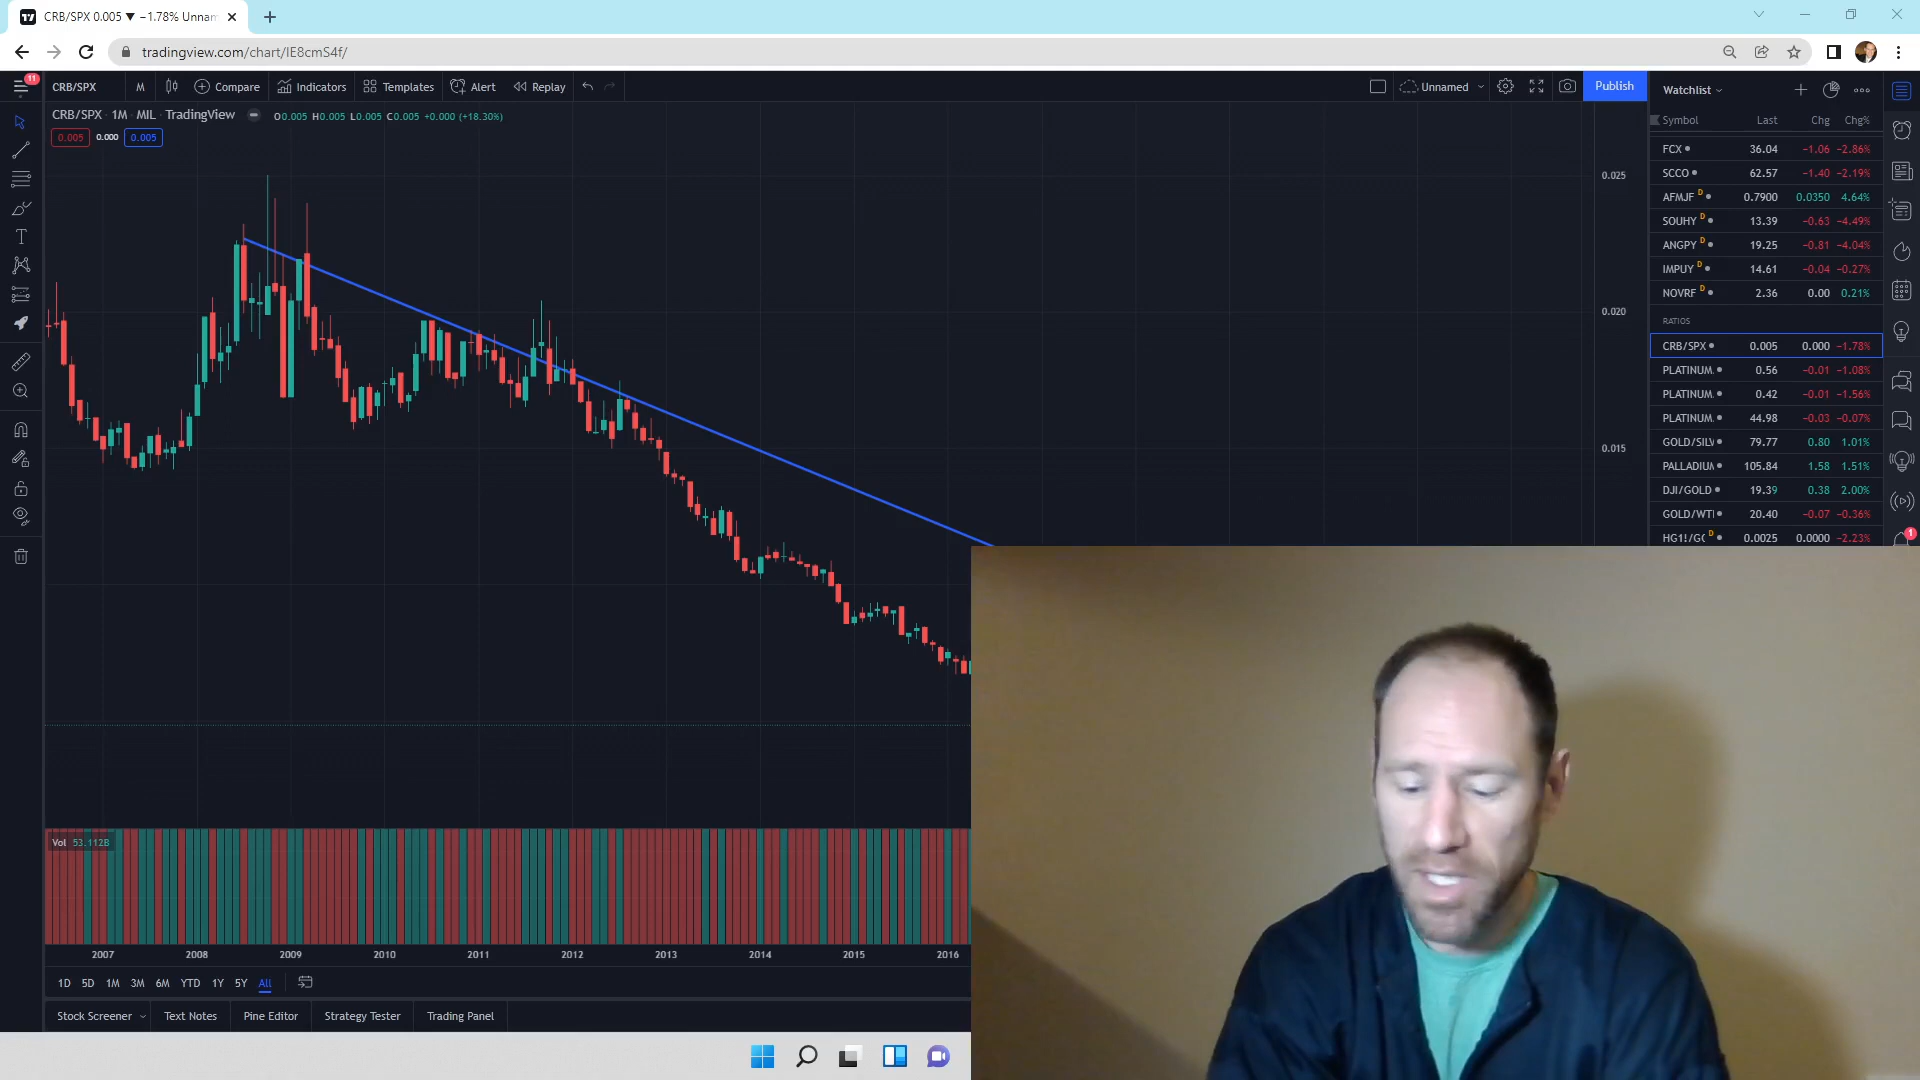 CRB/SPX 0.005 ▼ −1.78% Unnam
tradingview.com/chart/IE8cmS4f/
11
CRB/SPX M Compare Indicators Templates Alert Replay Unnamed Publish
CRB/SPX · 1M · MIL · TradingView O0.005 H0.005 L0.005 C0.005 +0.000 (+18.30%)
0.005 0.000 0.005
0.025
0.020
0.015
Vol 53.112B
2007 2008 2009 2010 2011 2012 2013 2014 2015 2016
1D 5D 1M 3M 6M YTD 1Y 5Y All
Stock Screener Text Notes Pine Editor Strategy Tester Trading Panel
Watchlist
Symbol Last Chg Chg%
FCX 36.04 −1.06 −2.86%
SCCO 62.57 −1.40 −2.19%
AFMJF D 0.7900 0.0350 4.64%
SOUHY D 13.39 −0.63 −4.49%
ANGPY D 19.25 −0.81 −4.04%
IMPUY D 14.61 −0.04 −0.27%
NOVRF D 2.36 0.00 0.21%
RATIOS
CRB/SPX 0.005 0.000 −1.78%
PLATINUM. 0.56 −0.01 −1.08%
PLATINUM. 0.42 −0.01 −1.56%
PLATINUM. 44.98 −0.03 −0.07%
GOLD/SILV 79.77 0.80 1.01%
PALLADIUM 105.84 1.58 1.51%
DJI/GOLD 19.39 0.38 2.00%
GOLD/WTI 20.40 −0.07 −0.36%
HG1!/GC D 0.0025 0.0000 −2.23%
1